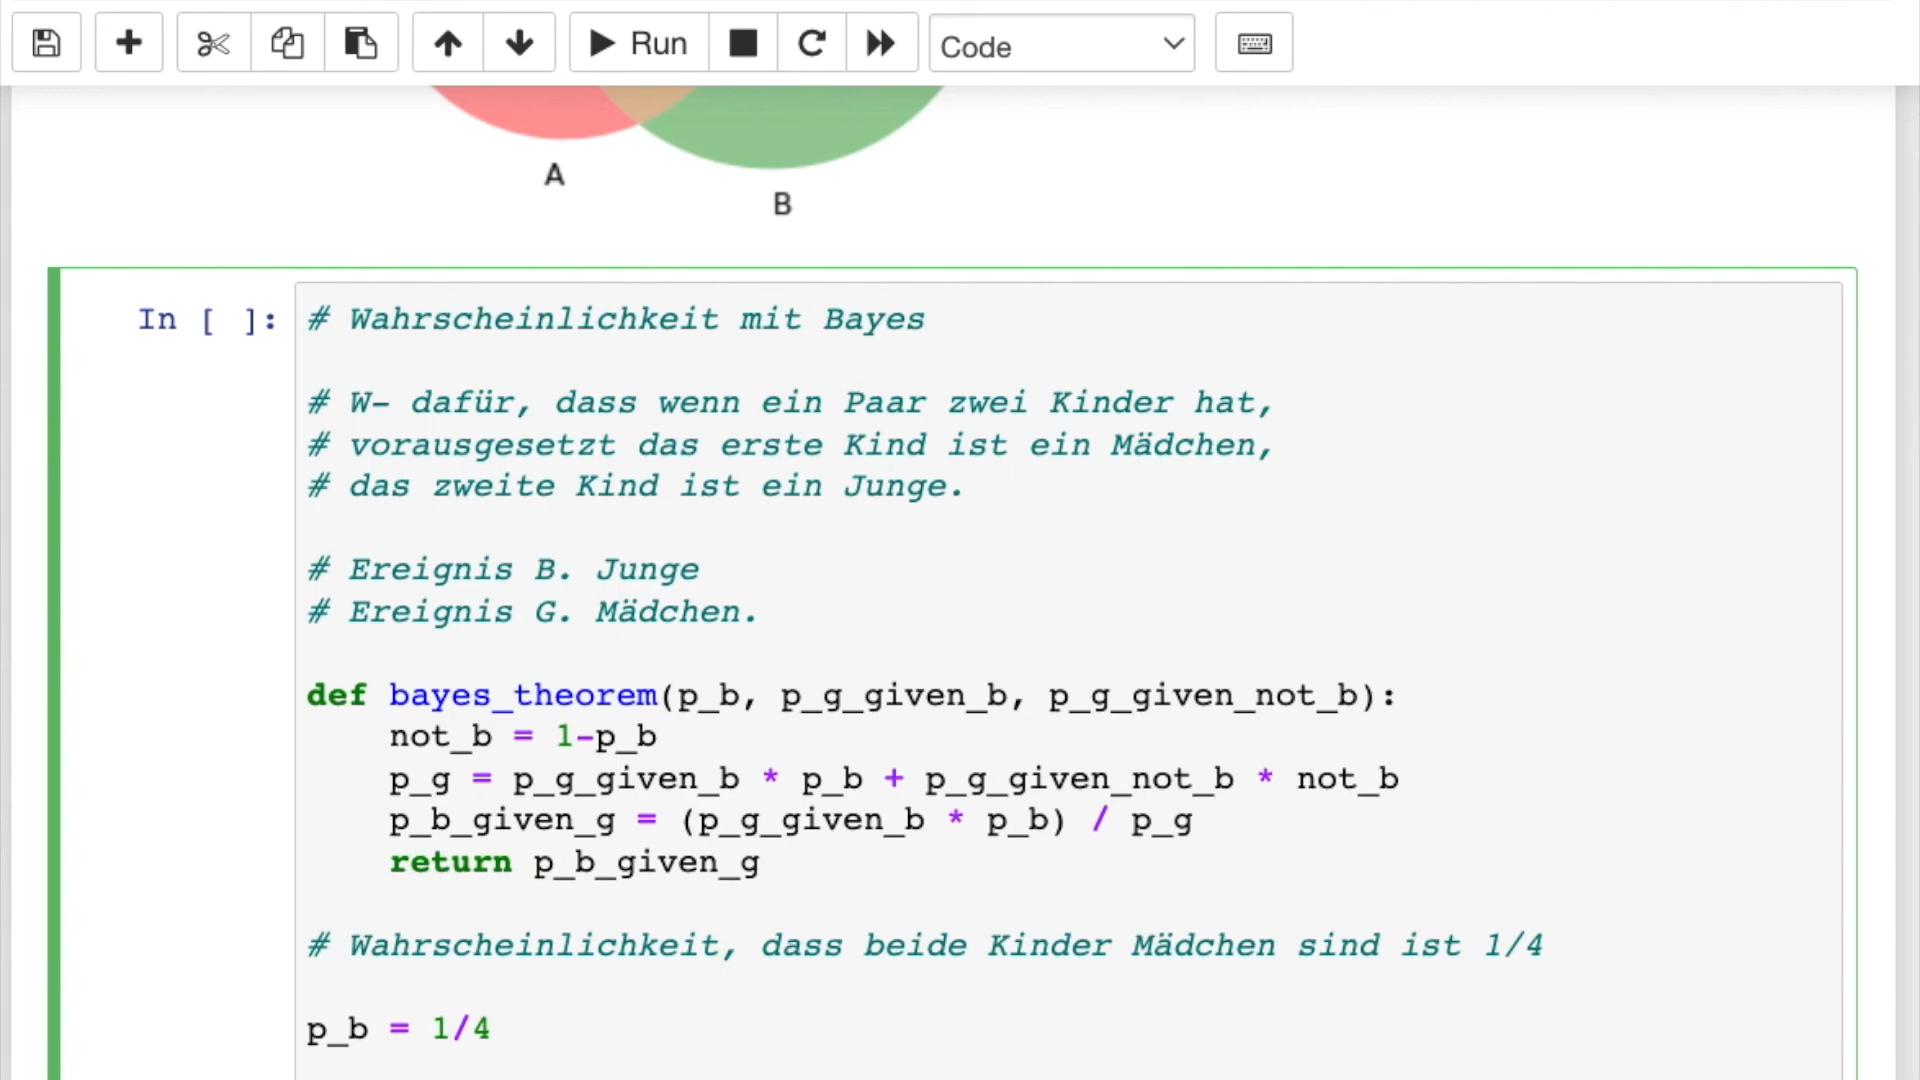 Run
Code
A
B
In [ ]:
# Wahrscheinlichkeit mit Bayes
# W- dafür, dass wenn ein Paar zwei Kinder hat,
# vorausgesetzt das erste Kind ist ein Mädchen,
# das zweite Kind ist ein Junge.
# Ereignis B. Junge
# Ereignis G. Mädchen.
def bayes_theorem(p_b, p_g_given_b, p_g_given_not_b):
    not_b = 1-p_b
    p_g = p_g_given_b * p_b + p_g_given_not_b * not_b
    p_b_given_g = (p_g_given_b * p_b) / p_g
    return p_b_given_g
# Wahrscheinlichkeit, dass beide Kinder Mädchen sind ist 1/4
p_b = 1/4